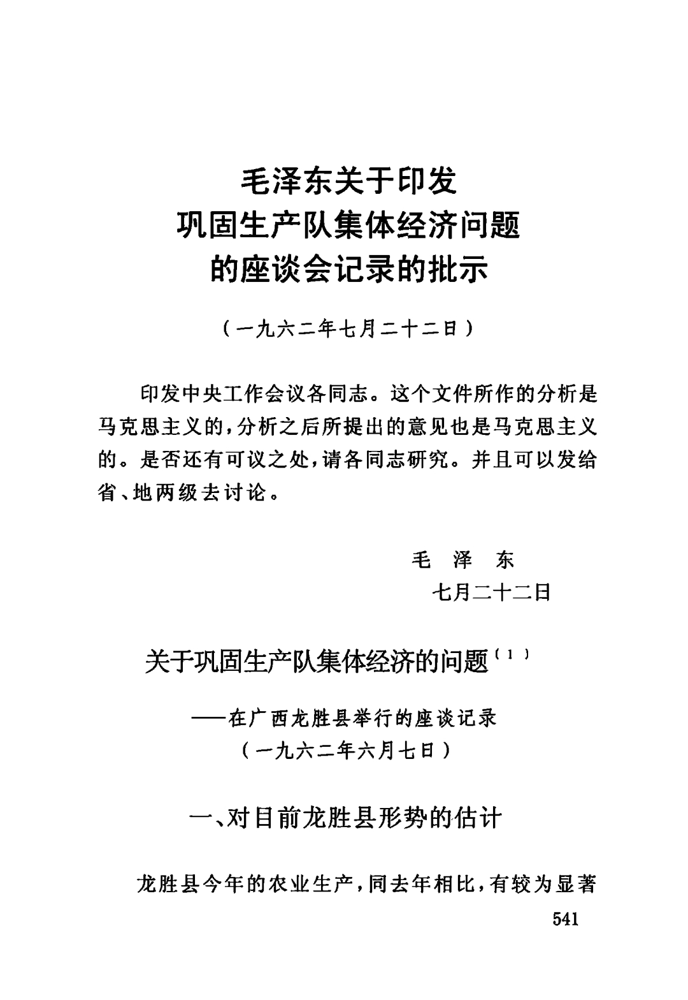 毛泽东关于印发
巩固生产队集体经济问题
的座谈会记录的批示
(一九六二年七月二十二日)
印发中央工作会议各同志。这个文件所作的分析是
马克思主义的,分析之后所提出的意见也是马克思主义
的。是否还有可议之处,请各同志研究。并且可以发给
省、地两级去讨论。
毛 泽 东
七月二十二日
关于巩固生产队集体经济的问题〔1〕
——在广西龙胜县举行的座谈记录
(一九六二年六月七日)
一、对目前龙胜县形势的估计
龙胜县今年的农业生产,同去年相比,有较为显著
541